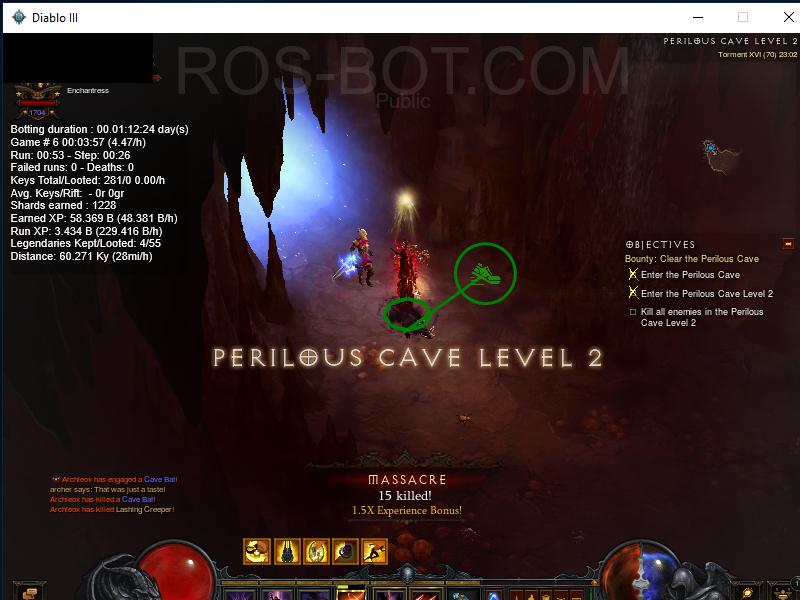 Diablo III
PERILOUS CAVE LEVEL 2
Torment XVI (70) 23:02
ROS-BOT.COM
Public
Enchantress
1704
Botting duration : 00.01:12:24 day(s)
Game # 6 00:03:57 (4.47/h)
Run: 00:53 - Step: 00:26
Failed runs: 0 - Deaths: 0
Keys Total/Looted: 281/0 0.00/h
Avg. Keys/Rift: - 0r 0gr
Shards earned : 1228
Earned XP: 58.369 B (48.381 B/h)
Run XP: 3.434 B (229.416 B/h)
Legendaries Kept/Looted: 4/55
Distance: 60.271 Ky (28mi/h)
OBJECTIVES
Bounty: Clear the Perilous Cave
Enter the Perilous Cave
Enter the Perilous Cave Level 2
Kill all enemies in the Perilous
Cave Level 2
PERILOUS CAVE LEVEL 2
MASSACRE
15 killed!
1.5X Experience Bonus!
Archleox has engaged a Cave Bat!
archer says: That was just a taste!
Archleox has killed a Cave Bat!
Archleox has killed Lashing Creeper!